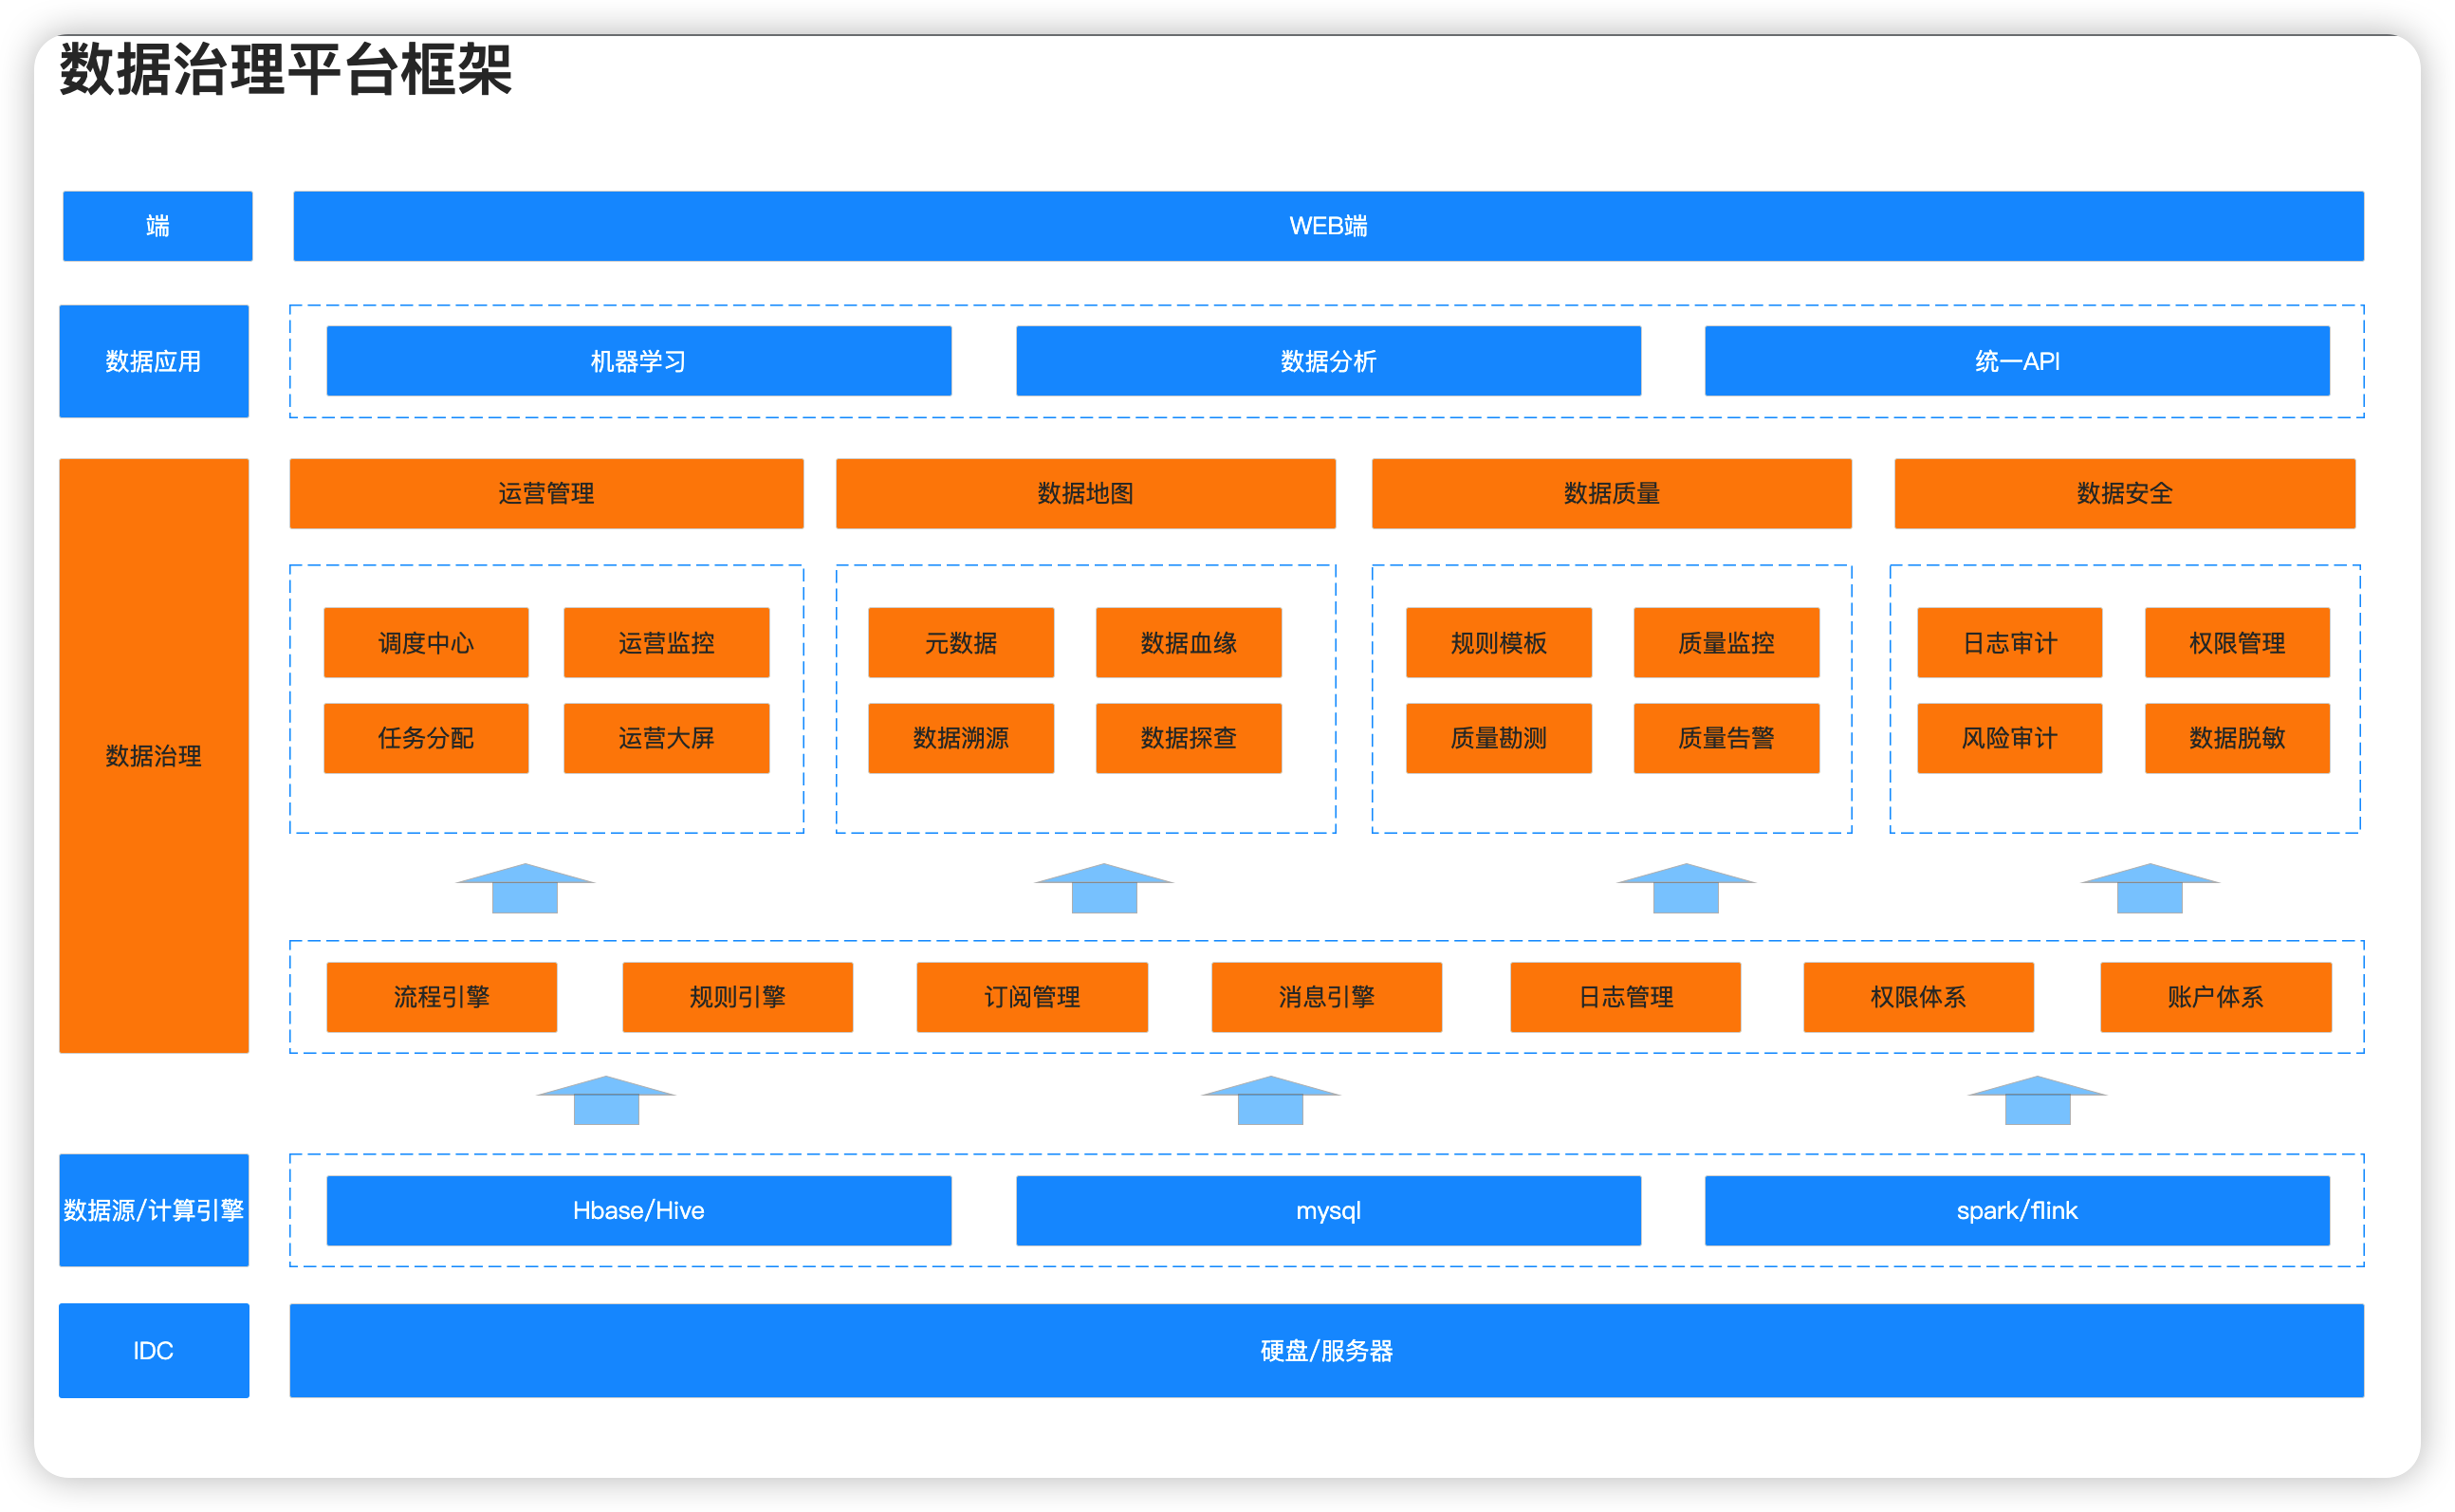 数据治理平台框架
端
WEB端
数据应用
机器学习
数据分析
统一API
数据治理
运营管理
数据地图
数据质量
数据安全
调度中心
运营监控
任务分配
运营大屏
元数据
数据血缘
数据溯源
数据探查
规则模板
质量监控
质量勘测
质量告警
日志审计
权限管理
风险审计
数据脱敏
流程引擎
规则引擎
订阅管理
消息引擎
日志管理
权限体系
账户体系
数据源/计算引擎
Hbase/Hive
mysql
spark/flink
IDC
硬盘/服务器